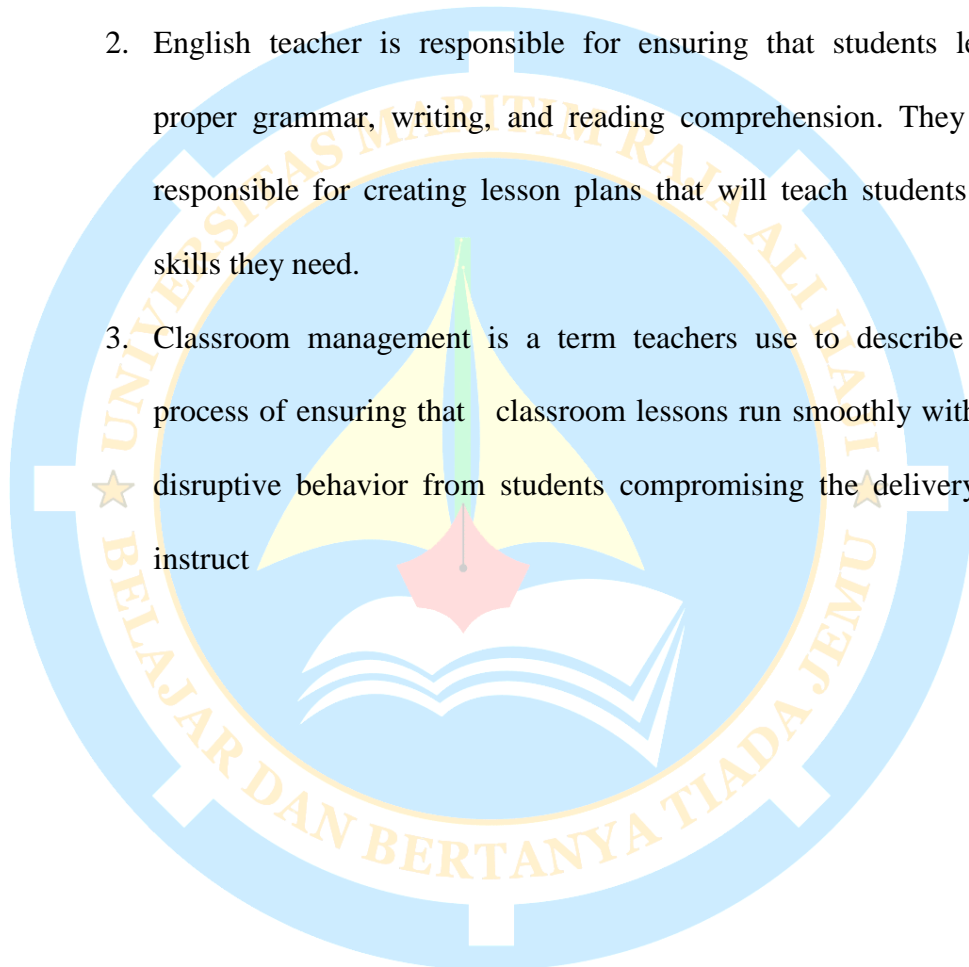 2. English teacher is responsible for ensuring that students le
proper grammar, writing, and reading comprehension. They
responsible for creating lesson plans that will teach students
skills they need.
3. Classroom management is a term teachers use to describe
process of ensuring that classroom lessons run smoothly with
disruptive behavior from students compromising the delivery
instruct
UNIVERSITAS MARITIM RAJA ALI HAJI
BELAJAR DAN BERTANYA TIADA JEMU